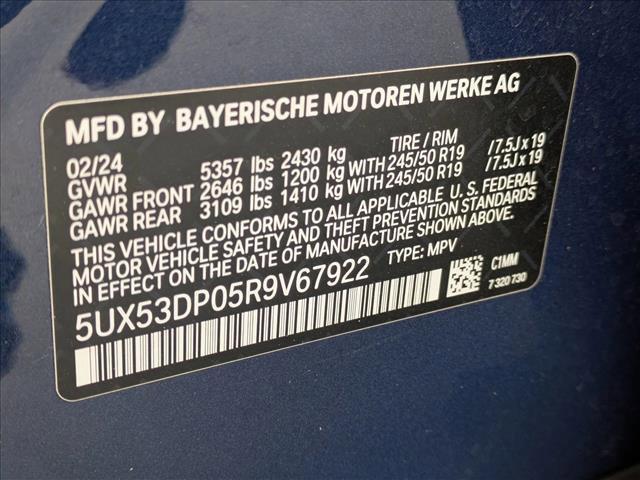 MFD BY BAYERISCHE MOTOREN WERKE AG
02/24 TIRE / RIM
GVWR 5357 lbs 2430 kg
GAWR FRONT 2646 lbs 1200 kg WITH 245/50 R19 /7.5J x 19
GAWR REAR 3109 lbs 1410 kg WITH 245/50 R19 /7.5J x 19
THIS VEHICLE CONFORMS TO ALL APPLICABLE U. S. FEDERAL
MOTOR VEHICLE SAFETY AND THEFT PREVENTION STANDARDS
IN EFFECT ON THE DATE OF MANUFACTURE SHOWN ABOVE.
5UX53DP05R9V67922 TYPE: MPV C1MM
7 320 730